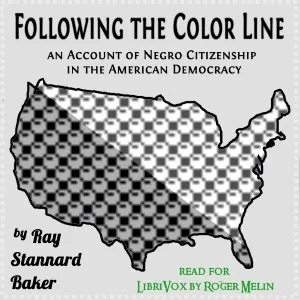 Following the Color Line
an Account of Negro Citizenship
in the American Democracy
by Ray
Stannard
Baker
read for
LibriVox by Roger Melin